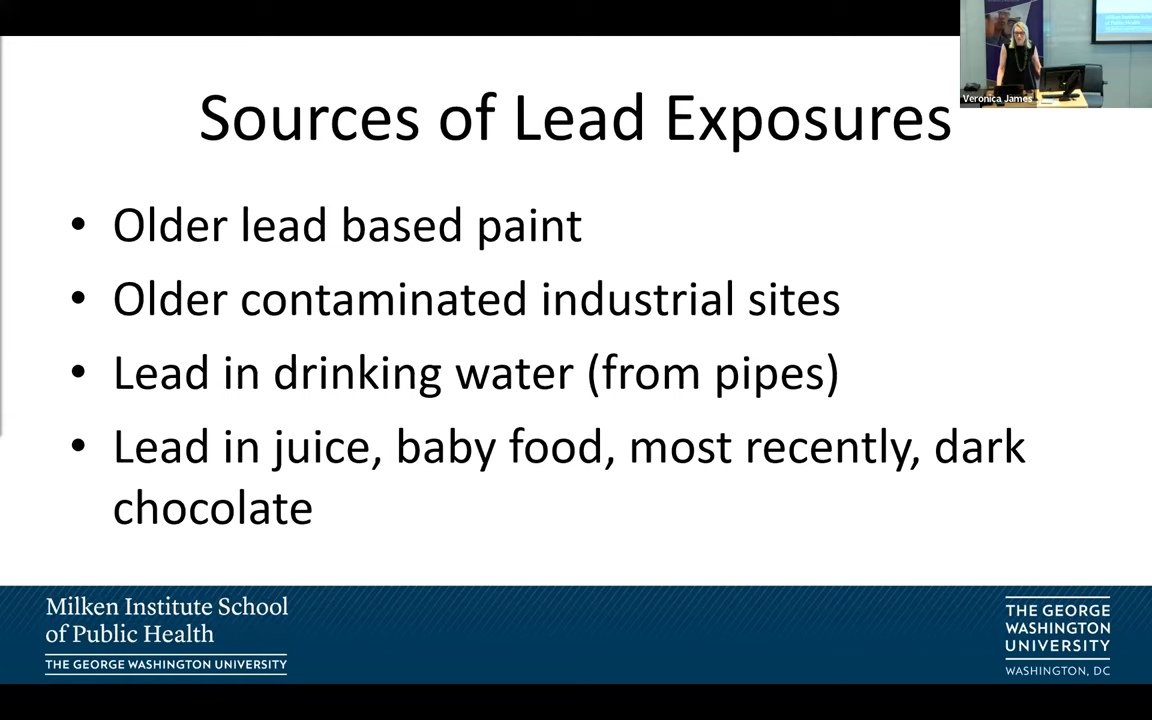 Sources of Lead Exposures
Veronica James
• Older lead based paint
• Older contaminated industrial sites
• Lead in drinking water (from pipes)
• Lead in juice, baby food, most recently, dark
chocolate
Milken Institute School
of Public Health
THE GEORGE WASHINGTON UNIVERSITY
THE GEORGE
WASHINGTON
UNIVERSITY
WASHINGTON, DC